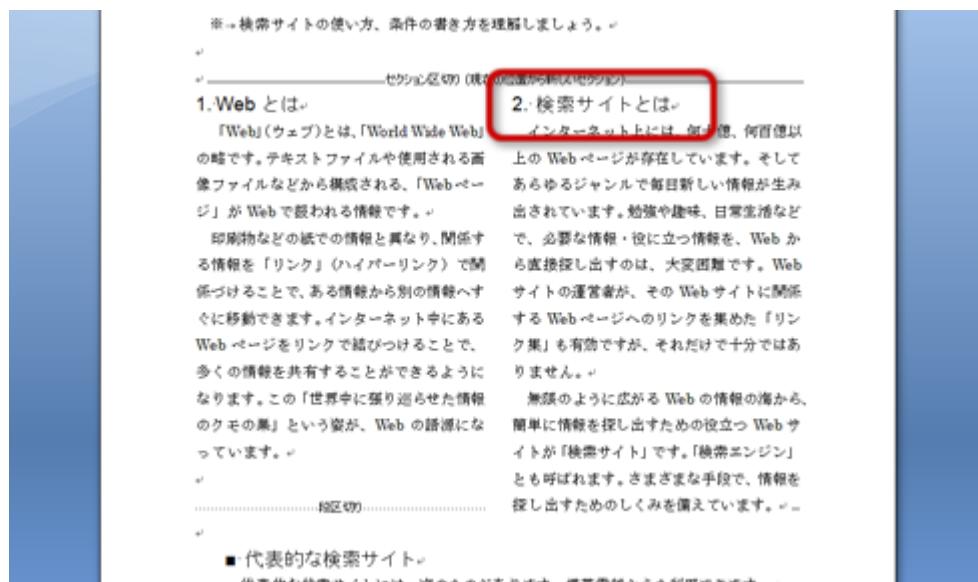 ※→検索サイトの使い方、条件の書き方を理解しましょう。
セクション区切り (現在の位置から新しいセクション)
1. Web とは
「Web」(ウェブ)とは、「World Wide Web」
の略です。テキストファイルや使用される画
像ファイルなどから構成される、「Webペー
ジ」が Web で扱われる情報です。
印刷物などの紙での情報と異なり、関係す
る情報を「リンク」(ハイパーリンク)で関
係づけることで、ある情報から別の情報へす
ぐに移動できます。インターネット中にある
Web ページをリンクで結びつけることで、
多くの情報を共有することができるように
なります。この「世界中に張り巡らせた情報
のクモの巣」という姿が、Web の語源にな
っています。
段区切り
2. 検索サイトとは
インターネット上には、何十億、何百億以
上の Web ページが存在しています。そして
あらゆるジャンルで毎日新しい情報が生み
出されています。勉強や趣味、日常生活など
で、必要な情報・役に立つ情報を、Web か
ら直接探し出すのは、大変困難です。Web
サイトの運営者が、その Web サイトに関係
する Web ページへのリンクを集めた「リン
ク集」も有効ですが、それだけで十分ではあ
りません。
無限のように広がる Web の情報の海から、
簡単に情報を探し出すための役立つ Web サ
イトが「検索サイト」です。「検索エンジン」
とも呼ばれます。さまざまな手段で、情報を
探し出すためのしくみを備えています。
■ 代表的な検索サイト